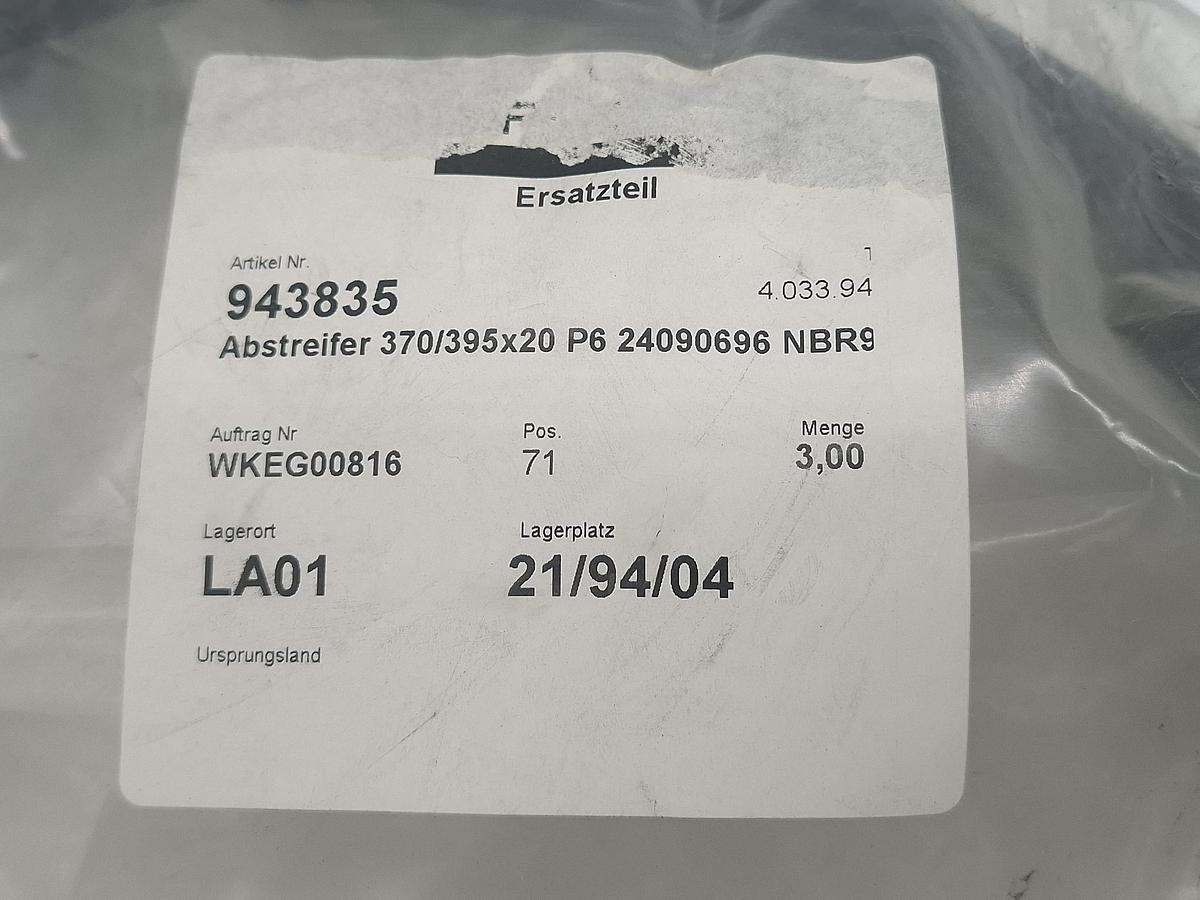 Ersatzteil
Artikel Nr.
943835
4.033.94
Abstreifer 370/395x20 P6 24090696 NBR9
Auftrag Nr Pos. Menge
WKEG00816 71 3,00
Lagerort Lagerplatz
LA01 21/94/04
Ursprungsland